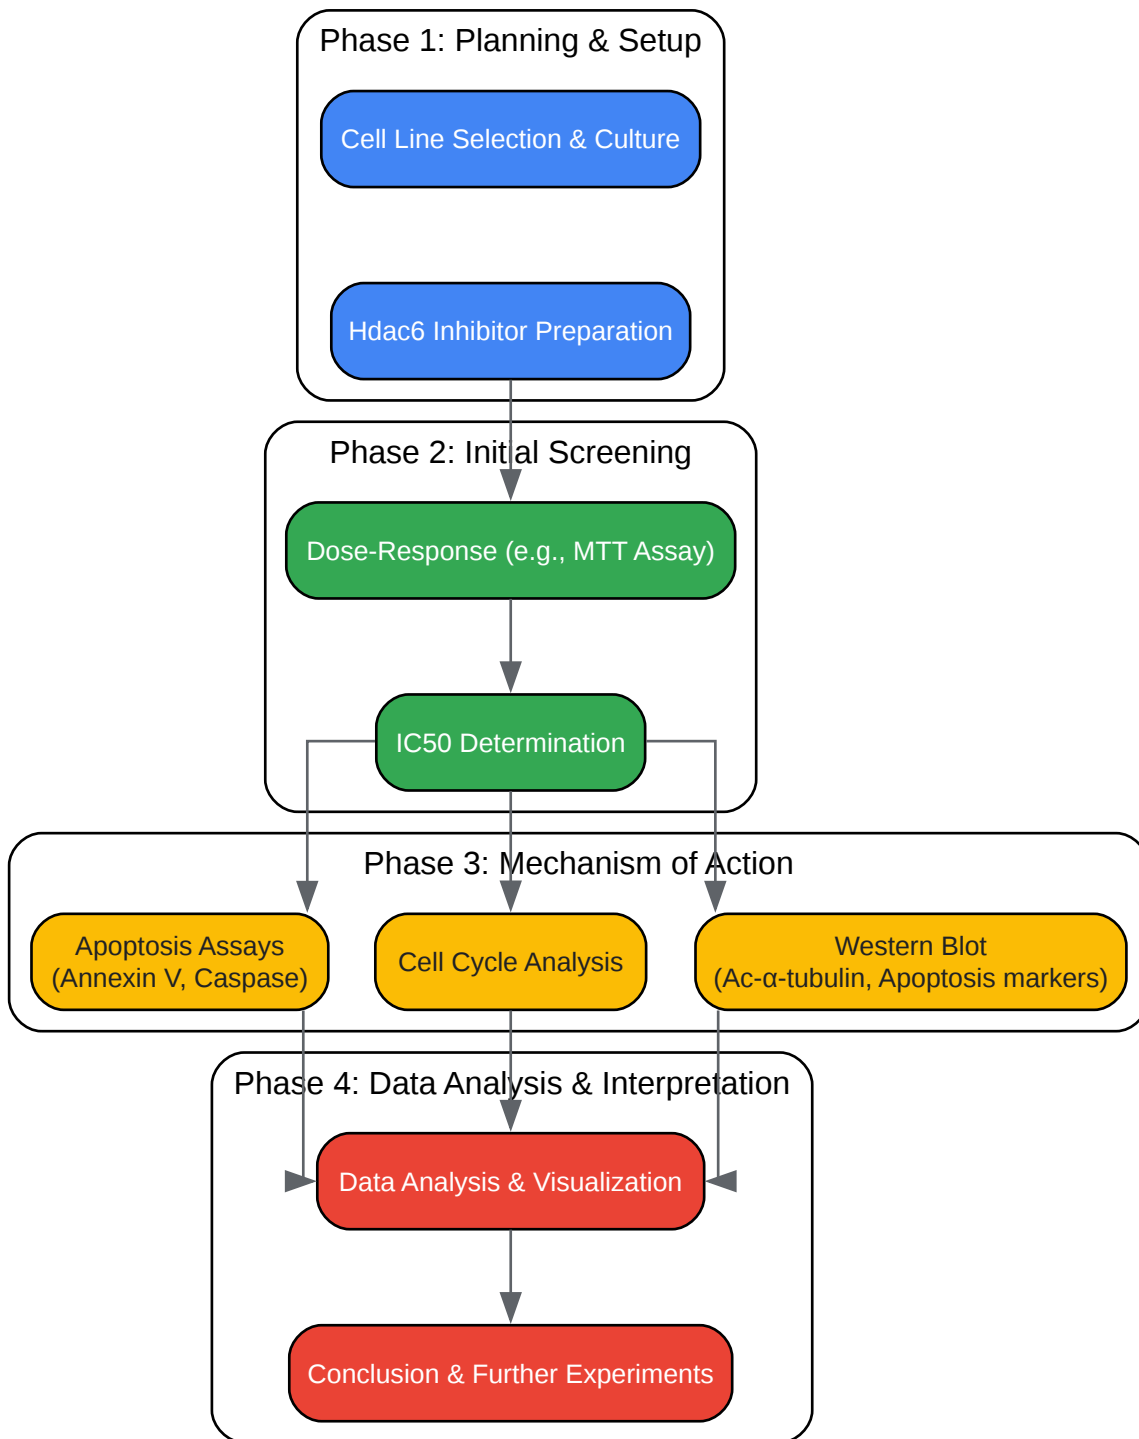 Phase 1: Planning & Setup
Cell Line Selection & Culture
Hdac6 Inhibitor Preparation
Phase 2: Initial Screening
Dose-Response (e.g., MTT Assay)
IC50 Determination
Phase 3: Mechanism of Action
Apoptosis Assays
(Annexin V, Caspase)
Cell Cycle Analysis
Western Blot
(Ac-α-tubulin, Apoptosis markers)
Phase 4: Data Analysis & Interpretation
Data Analysis & Visualization
Conclusion & Further Experiments